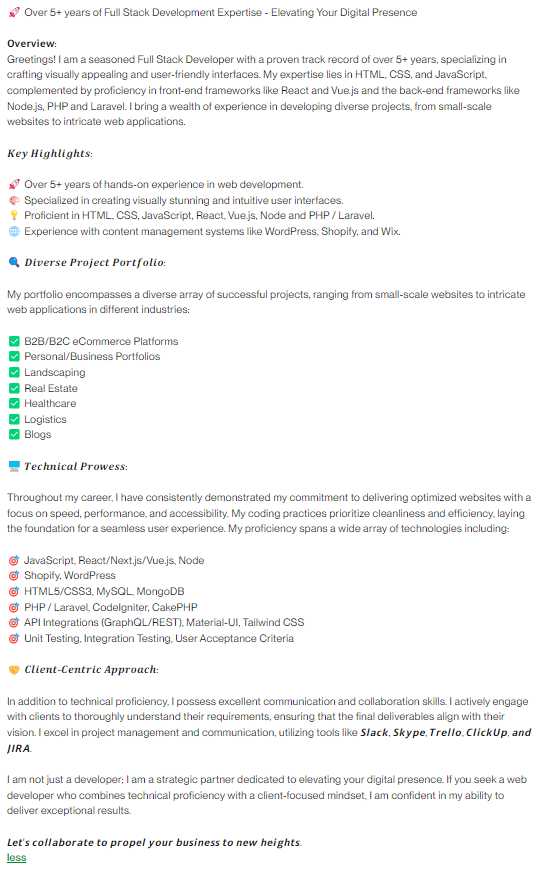 🚀 Over 5+ years of Full Stack Development Expertise - Elevating Your Digital Presence
Overview:
Greetings! I am a seasoned Full Stack Developer with a proven track record of over 5+ years, specializing in
crafting visually appealing and user-friendly interfaces. My expertise lies in HTML, CSS, and JavaScript,
complemented by proficiency in front-end frameworks like React and Vue.js and the back-end frameworks like
Node.js, PHP and Laravel. I bring a wealth of experience in developing diverse projects, from small-scale
websites to intricate web applications.
Key Highlights:
🚀 Over 5+ years of hands-on experience in web development.
🎨 Specialized in creating visually stunning and intuitive user interfaces.
💡 Proficient in HTML, CSS, JavaScript, React, Vue.js, Node and PHP / Laravel.
🌐 Experience with content management systems like WordPress, Shopify, and Wix.
🔍 Diverse Project Portfolio:
My portfolio encompasses a diverse array of successful projects, ranging from small-scale websites to intricate
web applications in different industries:
✅ B2B/B2C eCommerce Platforms
✅ Personal/Business Portfolios
✅ Landscaping
✅ Real Estate
✅ Healthcare
✅ Logistics
✅ Blogs
💻 Technical Prowess:
Throughout my career, I have consistently demonstrated my commitment to delivering optimized websites with a
focus on speed, performance, and accessibility. My coding practices prioritize cleanliness and efficiency, laying
the foundation for a seamless user experience. My proficiency spans a wide array of technologies including:
🎯 JavaScript, React/Next.js/Vue.js, Node
🎯 Shopify, WordPress
🎯 HTML5/CSS3, MySQL, MongoDB
🎯 PHP / Laravel, CodeIgniter, CakePHP
🎯 API Integrations (GraphQL/REST), Material-UI, Tailwind CSS
🎯 Unit Testing, Integration Testing, User Acceptance Criteria
🤝 Client-Centric Approach:
In addition to technical proficiency, I possess excellent communication and collaboration skills. I actively engage
with clients to thoroughly understand their requirements, ensuring that the final deliverables align with their
vision. I excel in project management and communication, utilizing tools like Slack, Skype, Trello, ClickUp, and
JIRA.
I am not just a developer; I am a strategic partner dedicated to elevating your digital presence. If you seek a web
developer who combines technical proficiency with a client-focused mindset, I am confident in my ability to
deliver exceptional results.
Let's collaborate to propel your business to new heights.
less